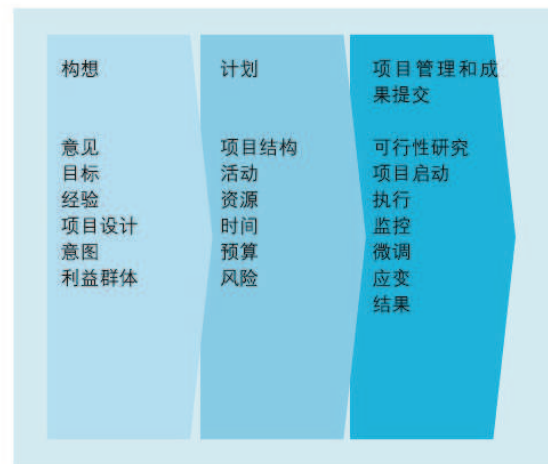 构想
意见
目标
经验
项目设计
意图
利益群体
计划
项目结构
活动
资源
时间
预算
风险
项目管理和成
果提交
可行性研究
项目启动
执行
监控
微调
应变
结果